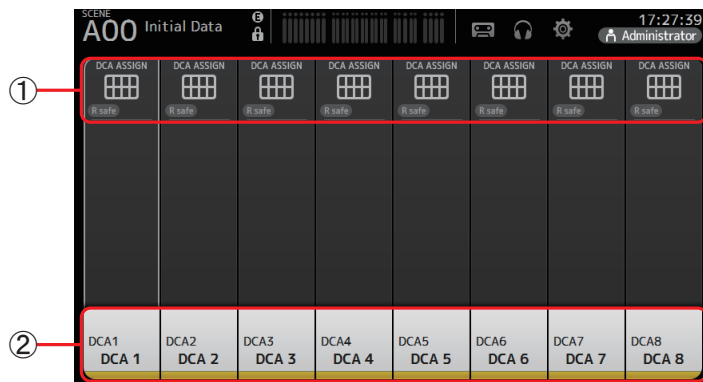 SCENE
A00 Initial Data
E
17:27:39
Administrator
①
DCA ASSIGN DCA ASSIGN DCA ASSIGN DCA ASSIGN DCA ASSIGN DCA ASSIGN DCA ASSIGN DCA ASSIGN
R safe R safe R safe R safe R safe R safe R safe R safe
②
DCA1 DCA2 DCA3 DCA4 DCA5 DCA6 DCA7 DCA8
DCA 1 DCA 2 DCA 3 DCA 4 DCA 5 DCA 6 DCA 7 DCA 8